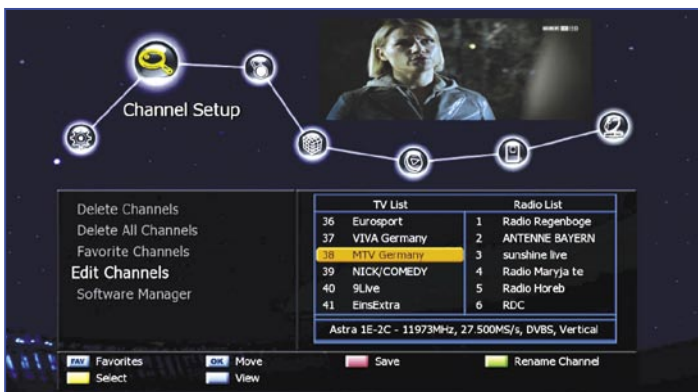 Channel Setup
Delete Channels
Delete All Channels
Favorite Channels
Edit Channels
Software Manager
TV List
36 Eurosport
37 VIVA Germany
38 MTV Germany
39 NICK/COMEDY
40 9Live
41 EinsExtra
Radio List
1 Radio Regenboge
2 ANTENNE BAYERN
3 sunshine live
4 Radio Maryja te
5 Radio Horeb
6 RDC
Astra 1E-2C - 11973MHz, 27.500MS/s, DVBS, Vertical
FAV Favorites
OK Move
Save
Rename Channel
Select
View